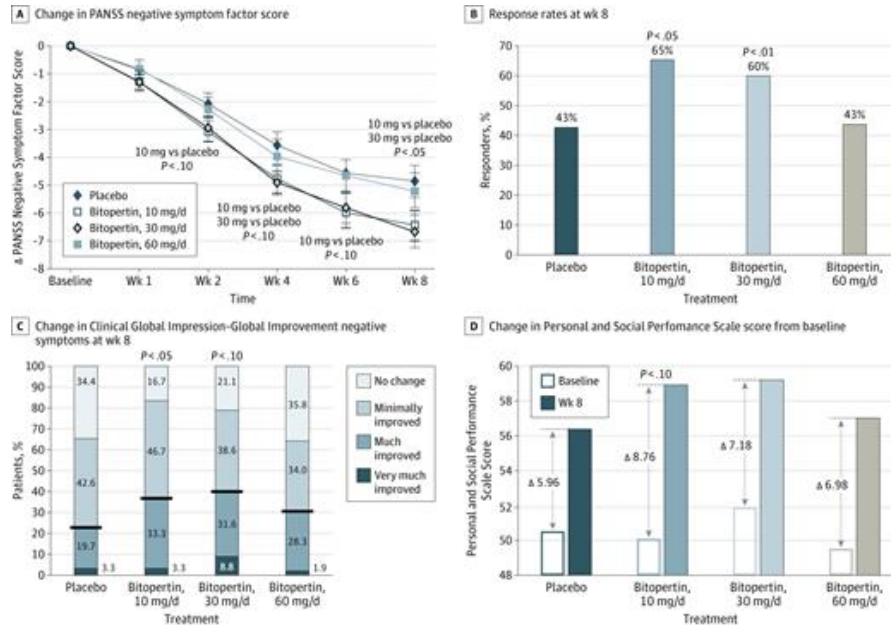 A Change in PANSS negative symptom factor score
Δ PANSS Negative Symptom Factor Score
0
-1
-2
-3
-4
-5
-6
-7
-8
10 mg vs placebo
P < .10
10 mg vs placebo
30 mg vs placebo
P < .10
10 mg vs placebo
P < .10
10 mg vs placebo
30 mg vs placebo
P < .05
Placebo
Bitopertin, 10 mg/d
Bitopertin, 30 mg/d
Bitopertin, 60 mg/d
Baseline Wk 1 Wk 2 Wk 4 Wk 6 Wk 8
Time
B Response rates at wk 8
Responders, %
70
60
50
40
30
20
10
0
43%
P < .05
65%
P < .01
60%
43%
Placebo Bitopertin, 10 mg/d Bitopertin, 30 mg/d Bitopertin, 60 mg/d
Treatment
C Change in Clinical Global Impression-Global Improvement negative
symptoms at wk 8
Patients, %
100
90
80
70
60
50
40
30
20
10
0
P < .05 P < .10
34.4 16.7 21.1 35.8
42.6 46.7 38.6 34.0
19.7 33.3 31.6 28.3
3.3 3.3 8.8 1.9
No change
Minimally
improved
Much
improved
Very much
improved
Placebo Bitopertin, 10 mg/d Bitopertin, 30 mg/d Bitopertin, 60 mg/d
Treatment
D Change in Personal and Social Perfomance Scale score from baseline
Personal and Social Performance
Scale Score
60
58
56
54
52
50
48
Baseline
Wk 8
P < .10
Δ 5.96
Δ 8.76
Δ 7.18
Δ 6.98
Placebo Bitopertin, 10 mg/d Bitopertin, 30 mg/d Bitopertin, 60 mg/d
Treatment